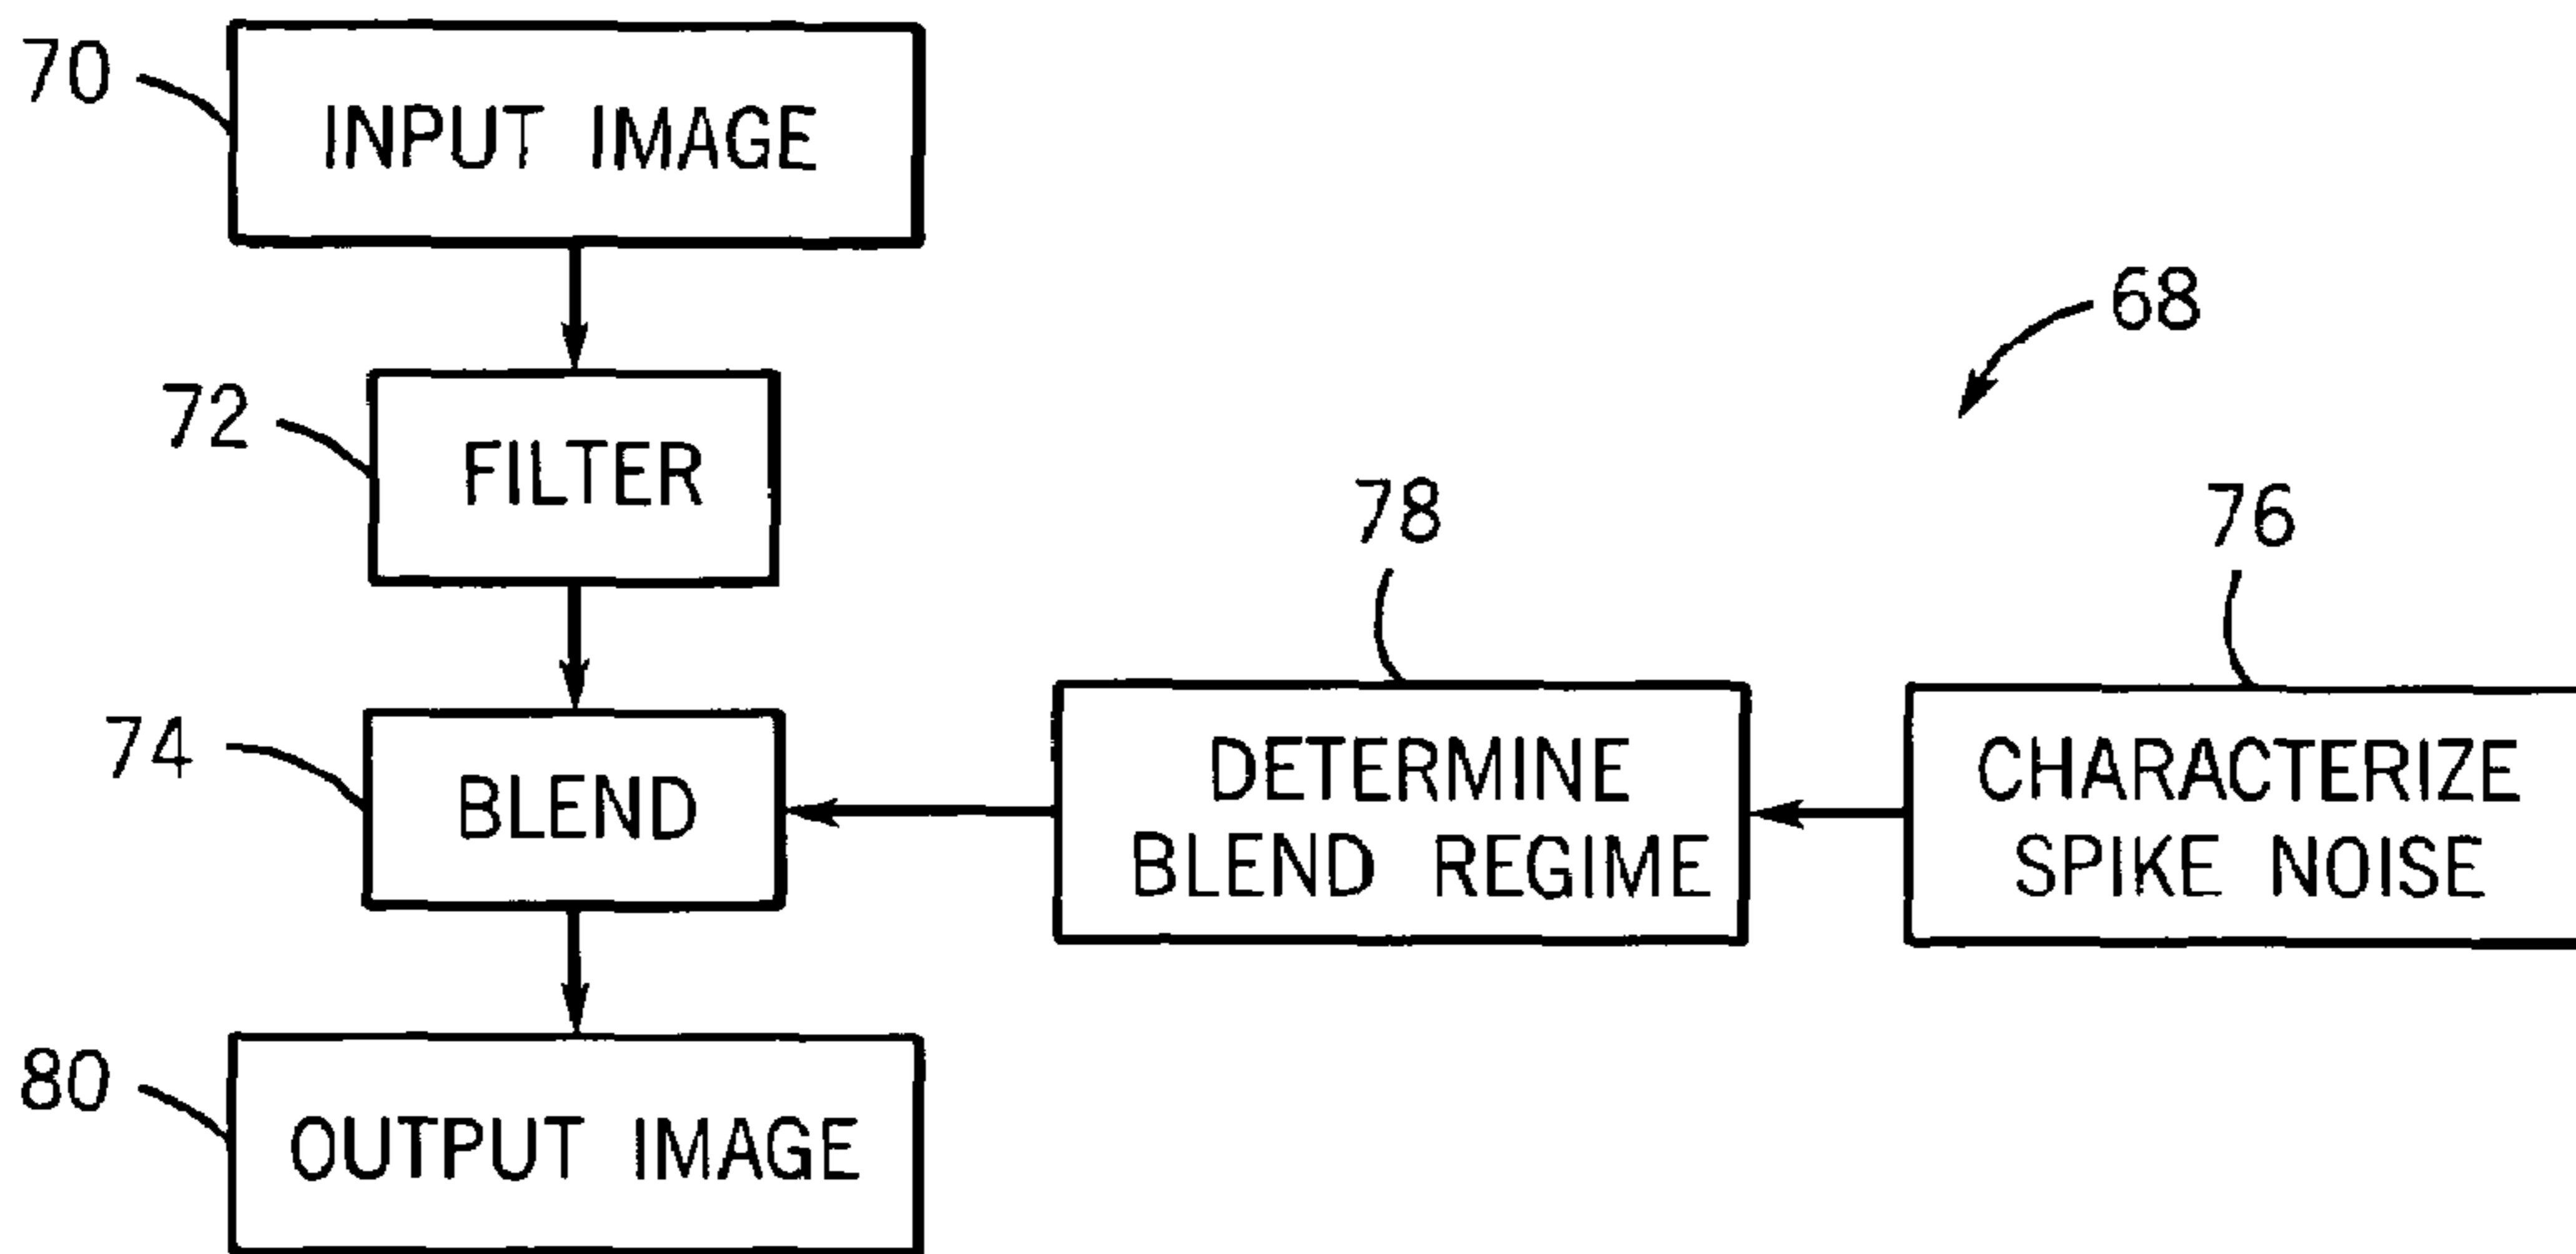 70
INPUT IMAGE
68
72
FILTER
78
76
74
BLEND
DETERMINE
BLEND REGIME
CHARACTERIZE
SPIKE NOISE
80
OUTPUT IMAGE